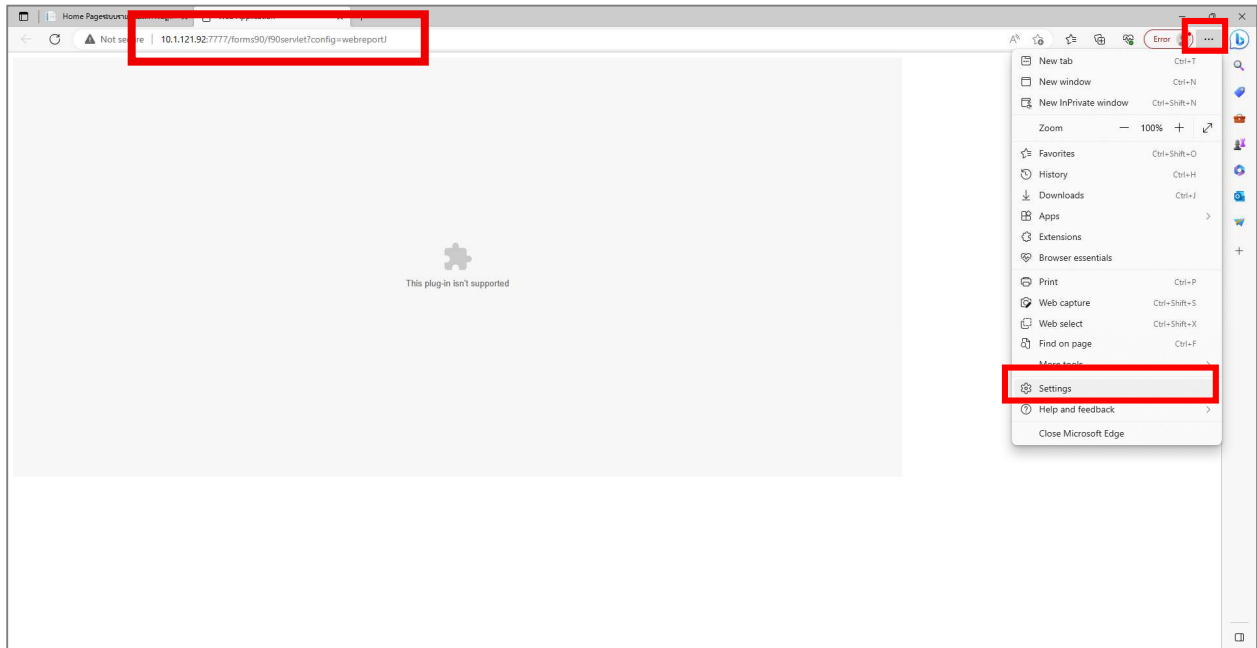 Home Page
Not secure 10.1.121.92:7777/forms90/f90servlet?config=webreportJ
Error
New tab Ctrl+T
New window Ctrl+N
New InPrivate window Ctrl+Shift+N
Zoom — 100% +
Favorites Ctrl+Shift+O
History Ctrl+H
Downloads Ctrl+J
Apps
Extensions
Browser essentials
This plug-in isn't supported
Print Ctrl+P
Web capture Ctrl+Shift+S
Web select Ctrl+Shift+X
Find on page Ctrl+F
More tools
Settings
Help and feedback
Close Microsoft Edge